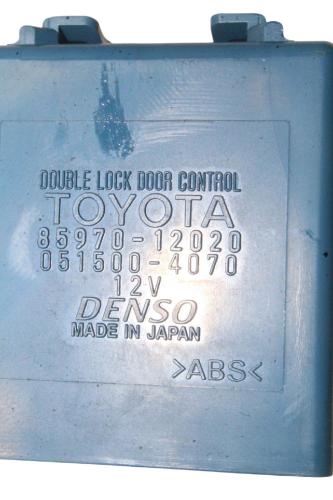 DOUBLE LOCK DOOR CONTROL
TOYOTA
85970-12020
051500-4070
12V
DENSO
MADE IN JAPAN
>ABS<